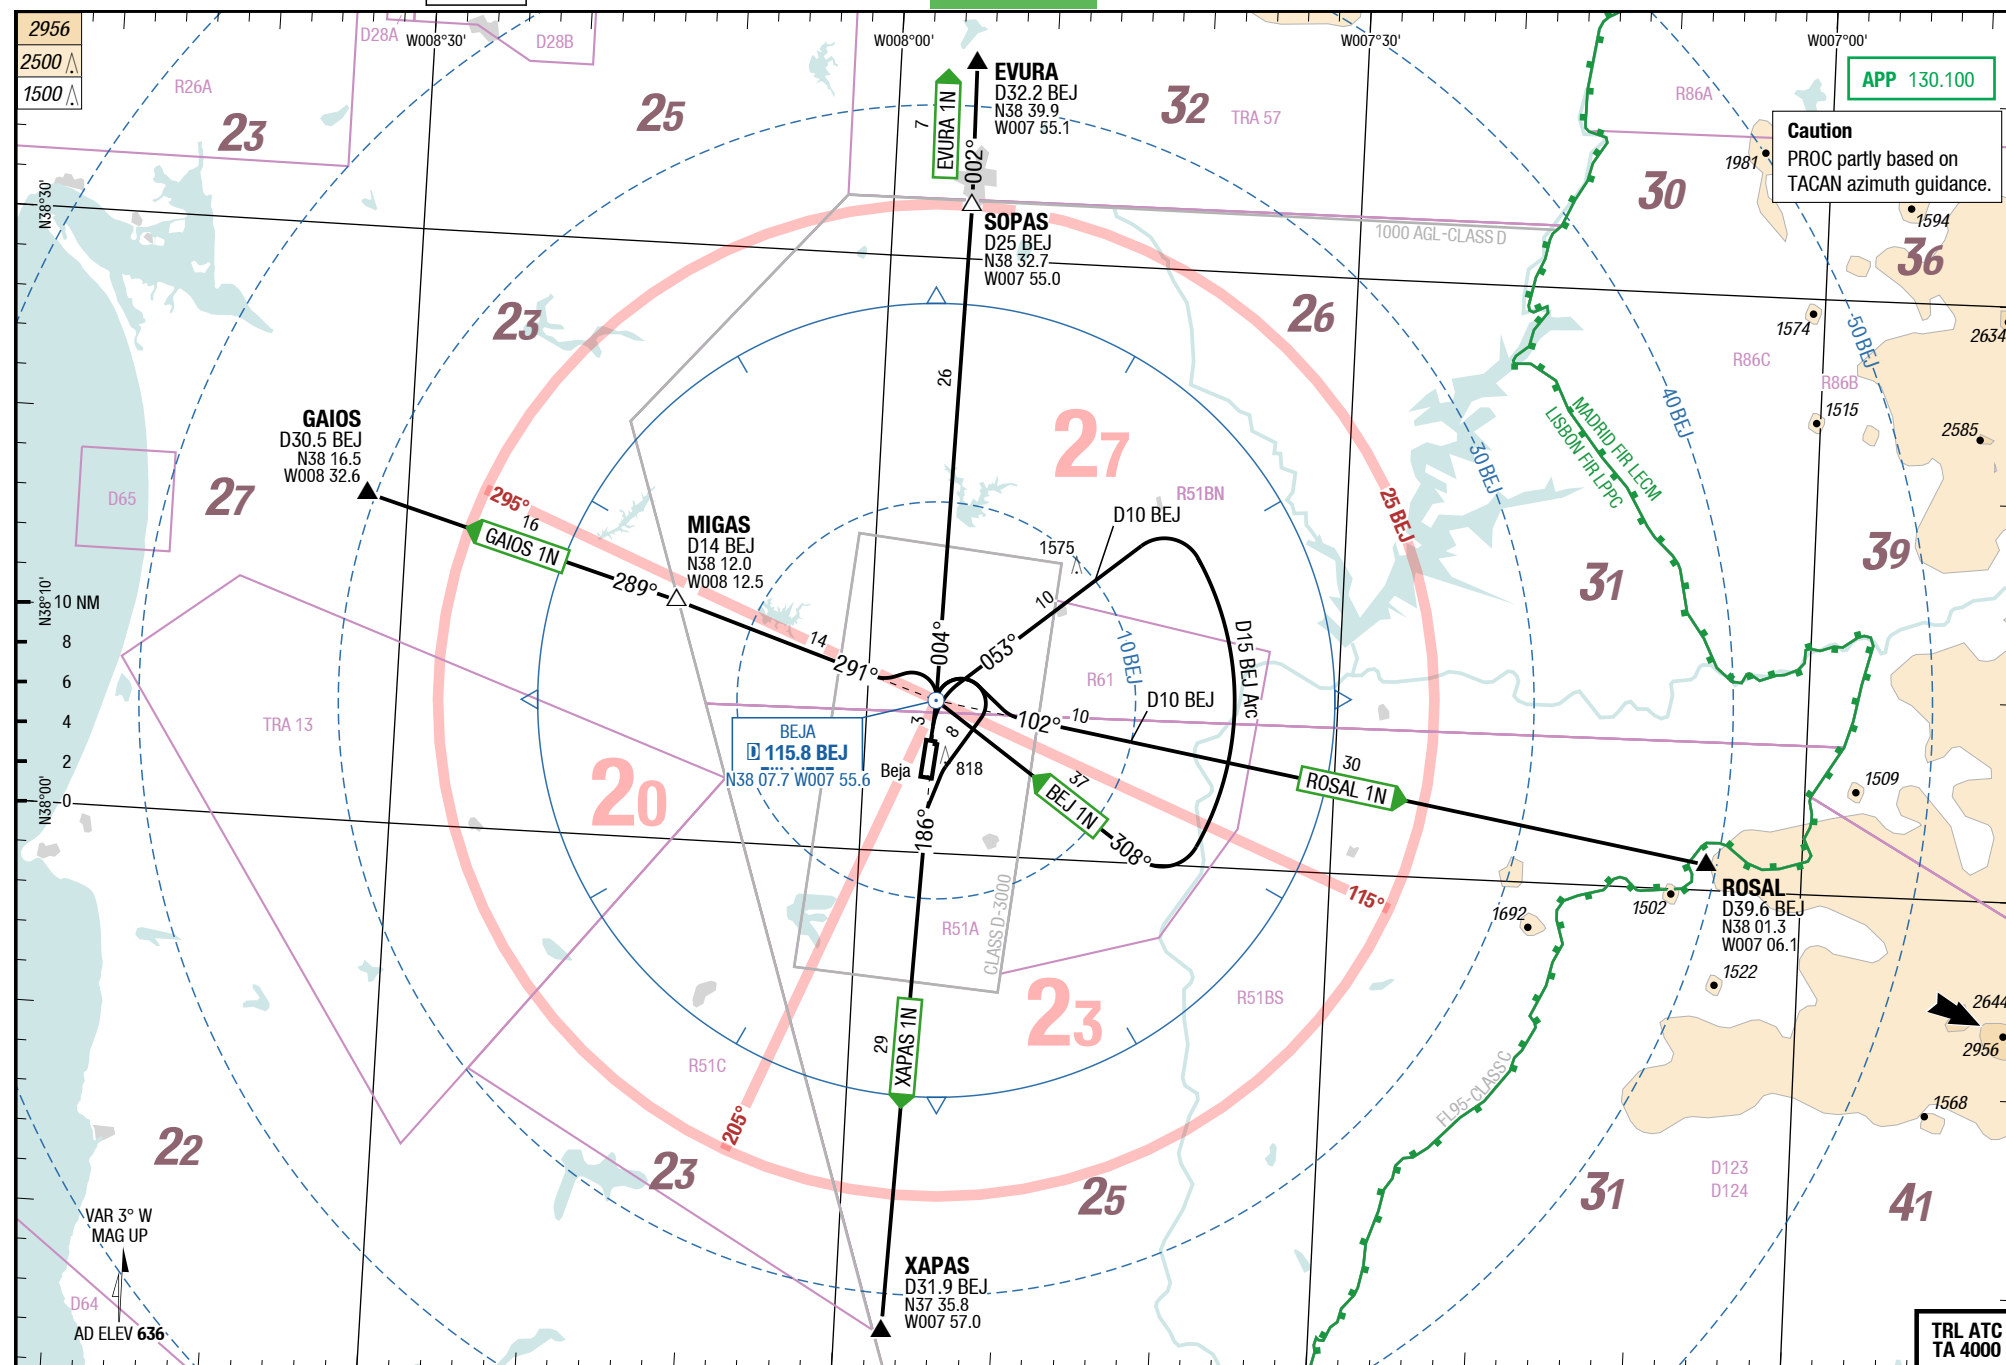 2956
2500
1500
D28A
D28B
W008°30'
W008°00'
W007°30'
W007°00'
R26A
23
25
32
TRA 57
R86A
APP 130.100
Caution
PROC partly based on
TACAN azimuth guidance.
EVURA
D32.2 BEJ
N38 39.9
W007 55.1
EVURA 1N
7
002°
1981
30
1594
36
N38°30'
SOPAS
D25 BEJ
N38 32.7
W007 55.0
1000 AGL-CLASS D
23
26
1574
2634
50 BEJ
R86C
R86B
1515
2585
26
40 BEJ
30 BEJ
MADRID FIR LECM
LISBON FIR LPPC
GAIOS
D30.5 BEJ
N38 16.5
W008 32.6
27
D65
27
R51BN
295°
16
GAIOS 1N
289°
MIGAS
D14 BEJ
N38 12.0
W008 12.5
D10 BEJ
25 BEJ
1575
39
31
N38°10'
10 NM
8
6
4
2
0
N38°00'
14
291°
004°
053°
10
10 BEJ
D15 BEJ Arc
R61
D10 BEJ
TRA 13
BEJA
D 115.8 BEJ
N38 07.7 W007 55.6
3
8
102°
10
Beja
818
37
BEJ 1N
308°
30
ROSAL 1N
20
186°
1509
115°
1692
1502
ROSAL
D39.6 BEJ
N38 01.3
W007 06.1
1522
R51A
CLASS D-3000
23
R51BS
2644
2956
29
XAPAS 1N
R51C
FL95-CLASS C
1568
205°
22
23
25
31
D123
D124
41
VAR 3° W
MAG UP
D64
AD ELEV 636
XAPAS
D31.9 BEJ
N37 35.8
W007 57.0
TRL ATC
TA 4000